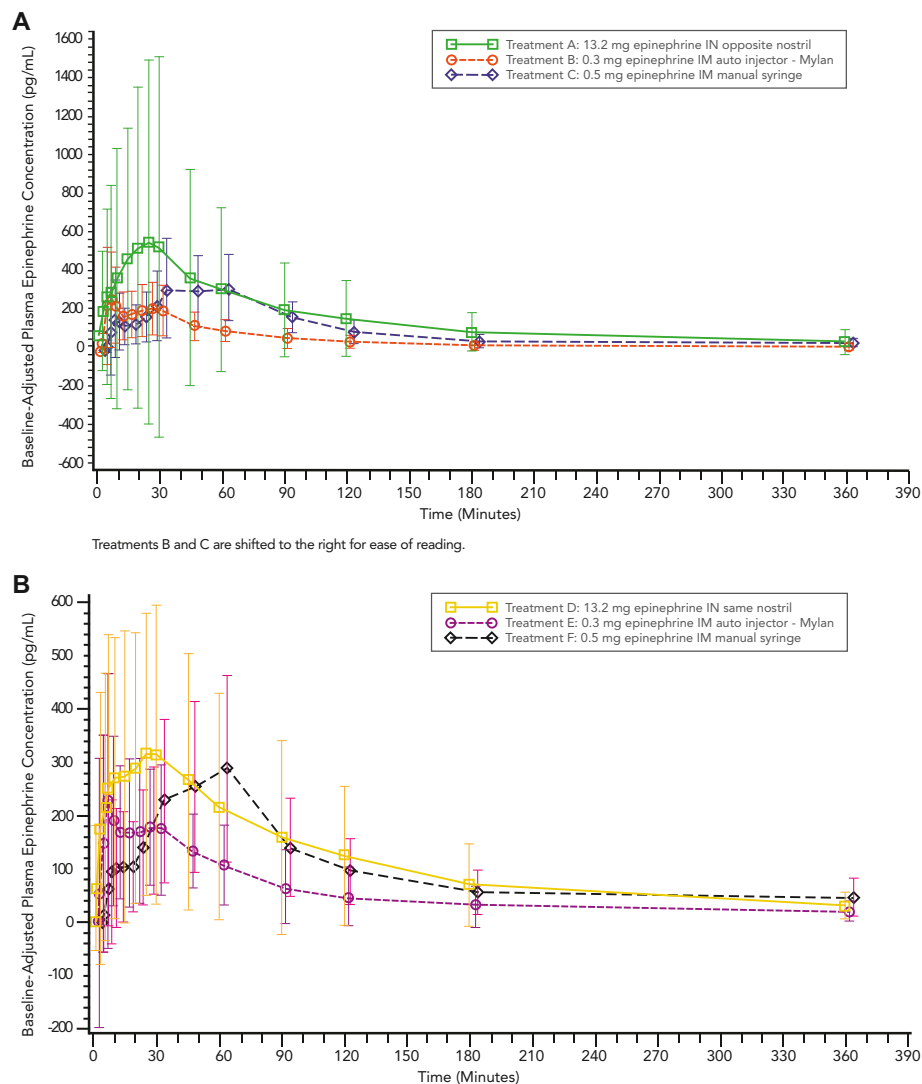 A
Baseline-Adjusted Plasma Epinephrine Concentration (pg/mL)
1600
1400
1200
1000
800
600
400
200
0
-200
-400
-600
Treatment A: 13.2 mg epinephrine IN opposite nostril
Treatment B: 0.3 mg epinephrine IM auto injector - Mylan
Treatment C: 0.5 mg epinephrine IM manual syringe
0 30 60 90 120 150 180 210 240 270 300 330 360 390
Time (Minutes)
Treatments B and C are shifted to the right for ease of reading.
B
Baseline-Adjusted Plasma Epinephrine Concentration (pg/mL)
600
500
400
300
200
100
0
-100
-200
Treatment D: 13.2 mg epinephrine IN same nostril
Treatment E: 0.3 mg epinephrine IM auto injector - Mylan
Treatment F: 0.5 mg epinephrine IM manual syringe
0 30 60 90 120 150 180 210 240 270 300 330 360 390
Time (Minutes)